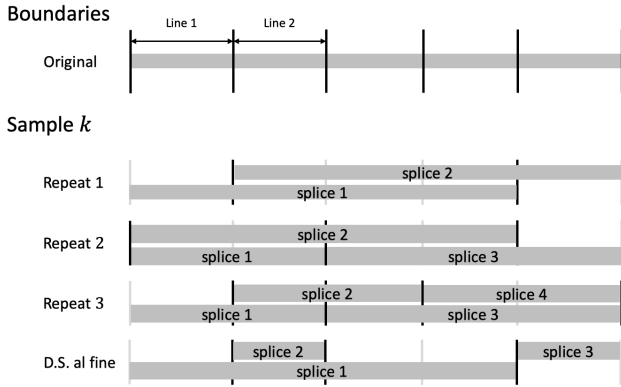 Boundaries
Line 1 Line 2
Original
Sample k
splice 2
Repeat 1
splice 1
splice 2
Repeat 2
splice 1 splice 3
splice 2 splice 4
Repeat 3
splice 1 splice 3
splice 2 splice 3
D.S. al fine
splice 1